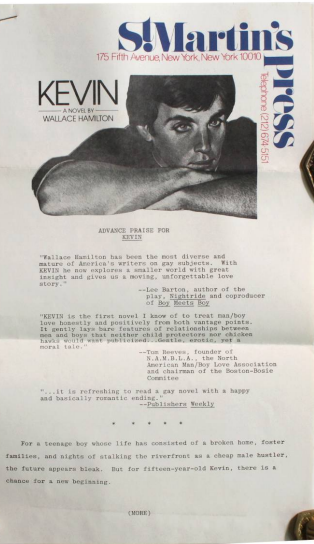 St. Martin's Press
175 Fifth Avenue, New York, New York 10010
Telephone (212) 674-5151
KEVIN
A NOVEL BY
WALLACE HAMILTON
ADVANCE PRAISE FOR
KEVIN
"Wallace Hamilton has been the most diverse and
mature of America's writers on gay subjects. With
KEVIN he now explores a smaller world with great
insight and gives us a moving, unforgettable love
story."
--Lee Barton, author of the
play, Nightride and coproducer
of Boy Meets Boy
"KEVIN is the first novel I know of to treat man/boy
love honestly and positively from both vantage points.
It gently lays bare features of relationships between
men and boys that neither child protectors nor chicken
hawks would want publicized...Gentle, erotic, yet a
moral tale."
--Tom Reeves, founder of
N.A.M.B.L.A., the North
American Man/Boy Love Association
and chairman of the Boston-Boise
Comittee
"...it is refreshing to read a gay novel with a happy
and basically romantic ending."
--Publishers Weekly
* * * * *
For a teenage boy whose life has consisted of a broken home, foster
families, and nights of stalking the riverfront as a cheap male hustler,
the future appears bleak. But for fifteen-year-old Kevin, there is a
chance for a new beginning.
(MORE)